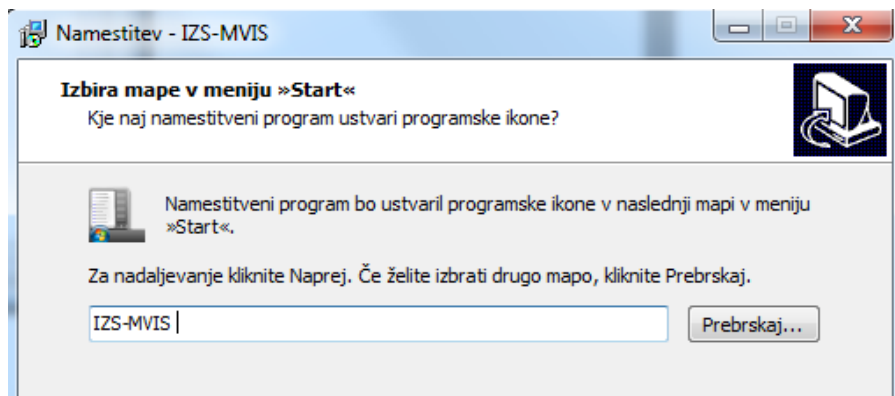 Namestitev - IZS-MVIS
Izbira mape v meniju »Start«
Kje naj namestitveni program ustvari programske ikone?
Namestitveni program bo ustvaril programske ikone v naslednji mapi v meniju
»Start«.
Za nadaljevanje kliknite Naprej. Če želite izbrati drugo mapo, kliknite Prebrskaj.
IZS-MVIS
Prebrskaj...